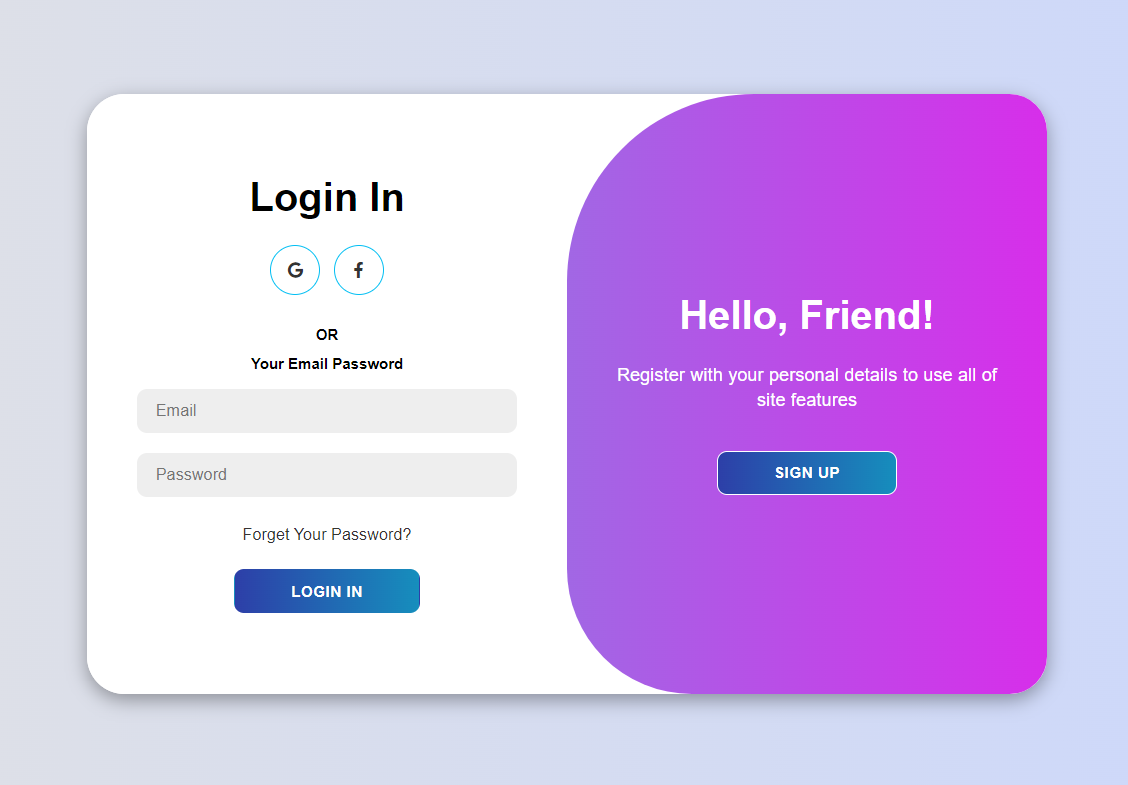 Login In
G f
OR
Your Email Password
Email
Password
Forget Your Password?
LOGIN IN
Hello, Friend!
Register with your personal details to use all of
site features
SIGN UP